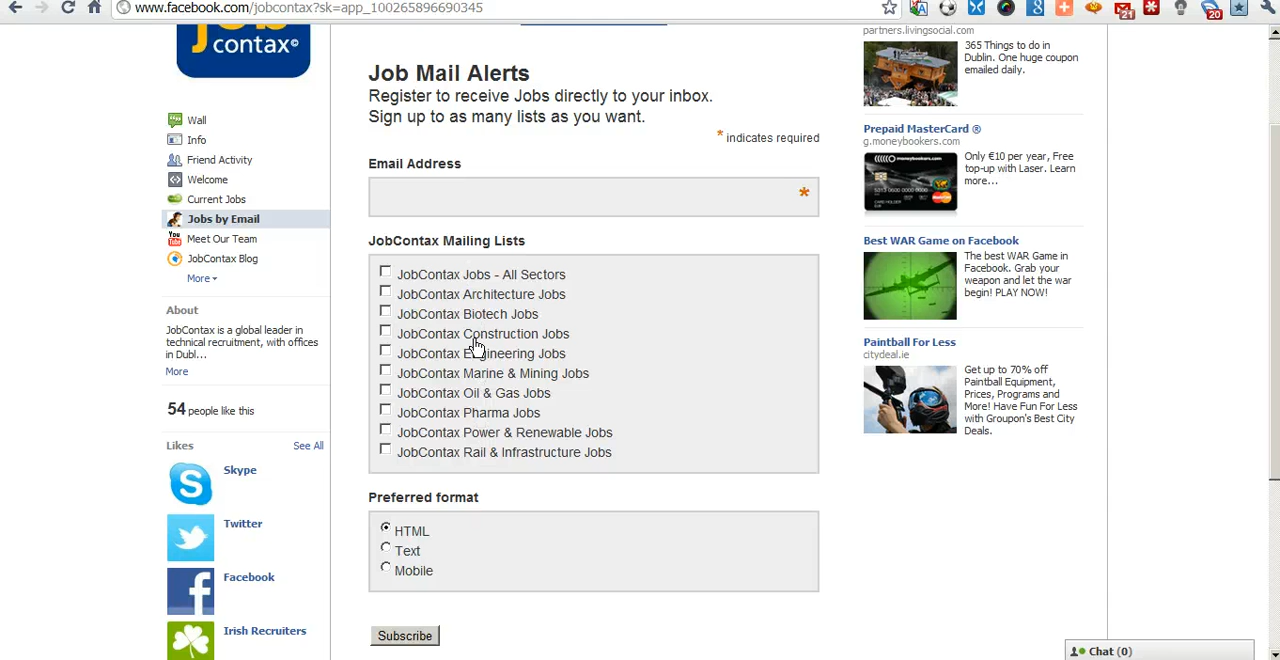 www.facebook.com/jobcontax?sk=app_100265896690345
21
20
contax©
Wall
Info
Friend Activity
Welcome
Current Jobs
Jobs by Email
You Tube
Meet Our Team
JobContax Blog
More
About
JobContax is a global leader in
technical recruitment, with offices
in Dubl...
More
54 people like this
Likes See All
Skype
Twitter
Facebook
Irish Recruiters
Job Mail Alerts
Register to receive Jobs directly to your inbox.
Sign up to as many lists as you want.
* indicates required
Email Address
*
JobContax Mailing Lists
JobContax Jobs - All Sectors
JobContax Architecture Jobs
JobContax Biotech Jobs
JobContax Construction Jobs
JobContax Engineering Jobs
JobContax Marine & Mining Jobs
JobContax Oil & Gas Jobs
JobContax Pharma Jobs
JobContax Power & Renewable Jobs
JobContax Rail & Infrastructure Jobs
Preferred format
HTML
Text
Mobile
Subscribe
partners.livingsocial.com
365 Things to do in
Dublin. One huge coupon
emailed daily.
Prepaid MasterCard ®
g.moneybookers.com
Only €10 per year, Free
top-up with Laser. Learn
more...
Best WAR Game on Facebook
The best WAR Game in
Facebook. Grab your
weapon and let the war
begin! PLAY NOW!
Paintball For Less
citydeal.ie
Get up to 70% off
Paintball Equipment,
Prices, Programs and
More! Have Fun For Less
with Groupon's Best City
Deals.
Chat (0)